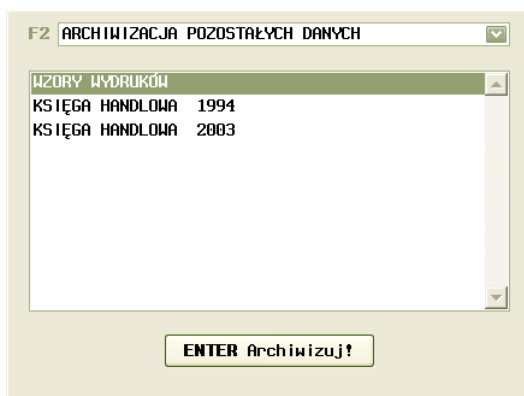 F2 ARCHIWIZACJA POZOSTAŁYCH DANYCH
WZORY WYDRUKÓW
KSIĘGA HANDLOWA 1994
KSIĘGA HANDLOWA 2003
ENTER Archiwizuj!